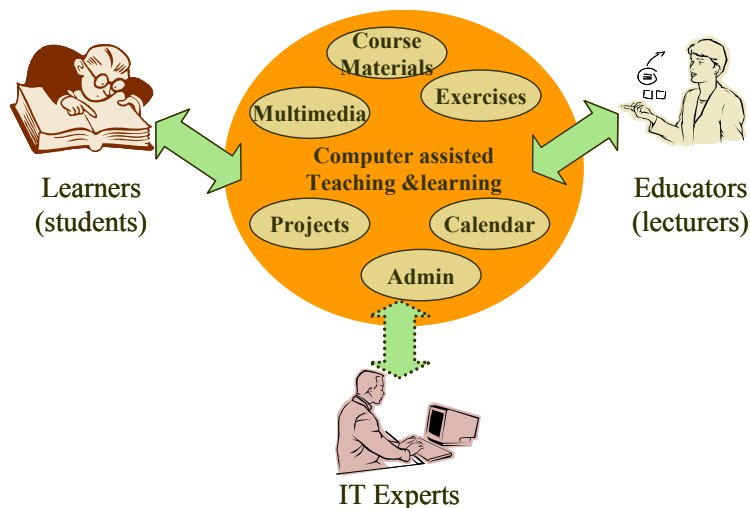 Course
Materials
Exercises
Multimedia
Computer assisted
Teaching &learning
Learners
(students)
Educators
(lecturers)
Projects
Calendar
Admin
IT Experts